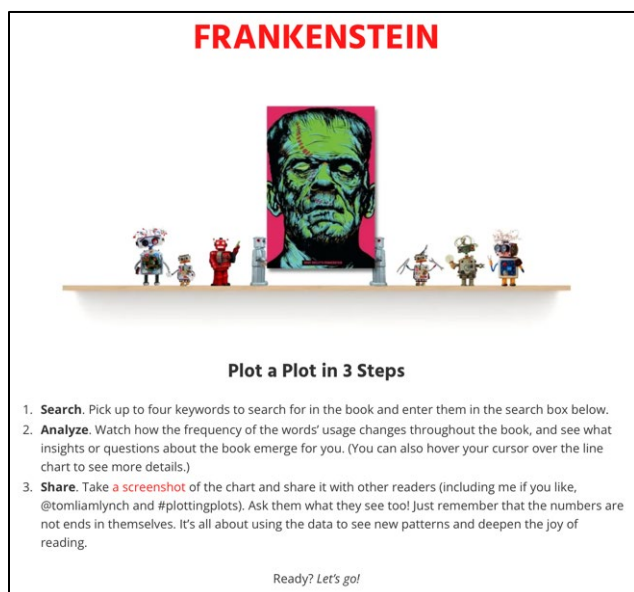 FRANKENSTEIN
Plot a Plot in 3 Steps
1. Search. Pick up to four keywords to search for in the book and enter them in the search box below.
2. Analyze. Watch how the frequency of the words’ usage changes throughout the book, and see what
insights or questions about the book emerge for you. (You can also hover your cursor over the line
chart to see more details.)
3. Share. Take a screenshot of the chart and share it with other readers (including me if you like,
@tomliamlynch and #plottingplots). Ask them what they see too! Just remember that the numbers are
not ends in themselves. It’s all about using the data to see new patterns and deepen the joy of
reading.
Ready? Let’s go!